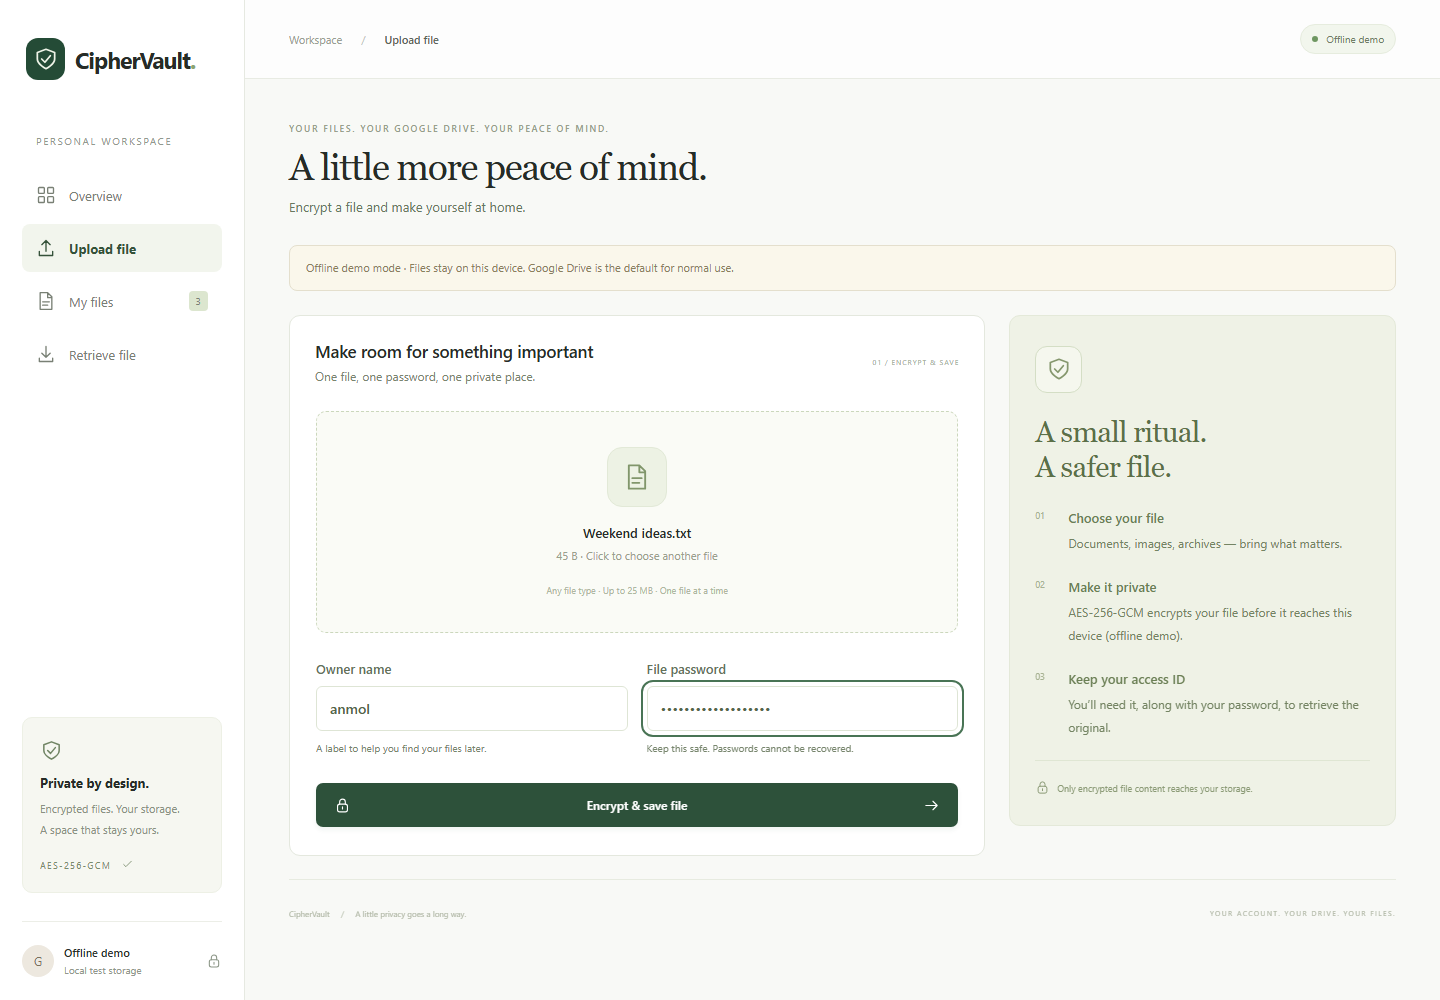 CipherVault.
PERSONAL WORKSPACE
Overview
Upload file
My files
3
Retrieve file
Private by design.
Encrypted files. Your storage.
A space that stays yours.
AES-256-GCM
G
Offline demo
Local test storage
Workspace / Upload file
Offline demo
YOUR FILES. YOUR GOOGLE DRIVE. YOUR PEACE OF MIND.
A little more peace of mind.
Encrypt a file and make yourself at home.
Offline demo mode · Files stay on this device. Google Drive is the default for normal use.
Make room for something important
One file, one password, one private place.
01 / ENCRYPT & SAVE
Weekend ideas.txt
45 B · Click to choose another file
Any file type · Up to 25 MB · One file at a time
Owner name
anmol
A label to help you find your files later.
File password
•••••••••••••••••••
Keep this safe. Passwords cannot be recovered.
Encrypt & save file
A small ritual.
A safer file.
01
Choose your file
Documents, images, archives — bring what matters.
02
Make it private
AES-256-GCM encrypts your file before it reaches this
device (offline demo).
03
Keep your access ID
You'll need it, along with your password, to retrieve the
original.
Only encrypted file content reaches your storage.
CipherVault / A little privacy goes a long way.
YOUR ACCOUNT. YOUR DRIVE. YOUR FILES.